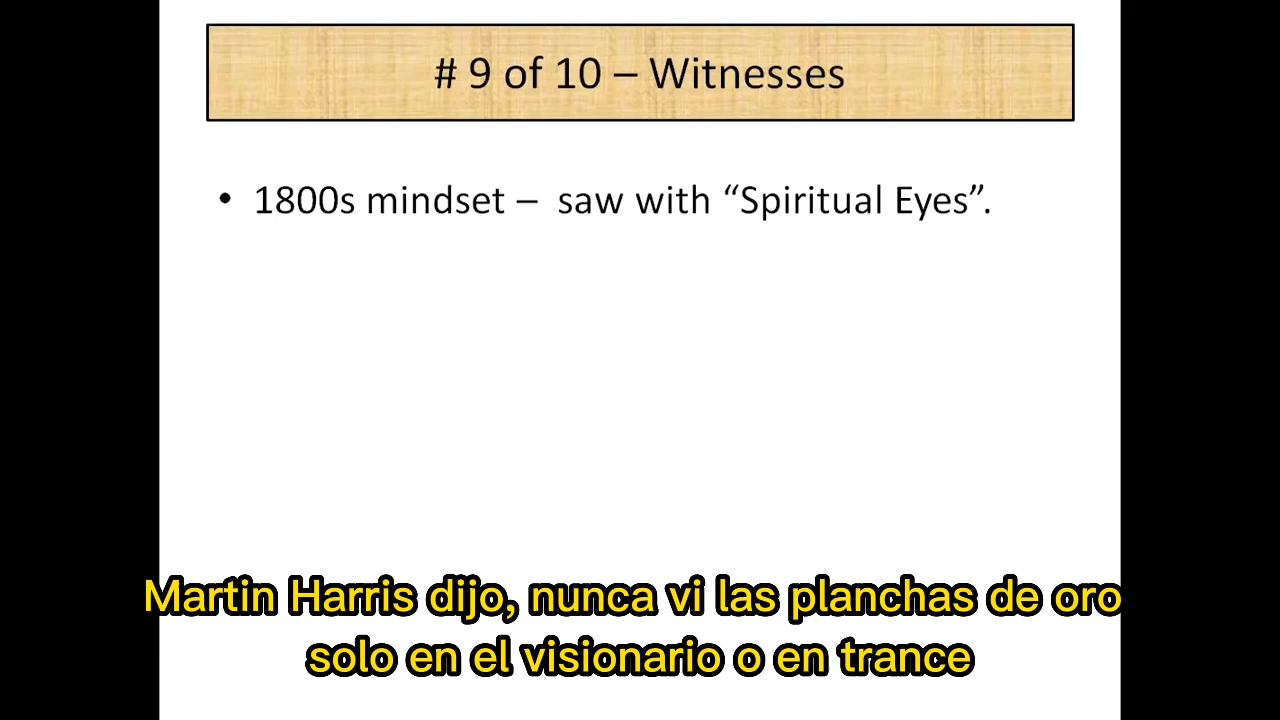 # 9 of 10 – Witnesses
• 1800s mindset – saw with “Spiritual Eyes”.
Martin Harris dijo, nunca vi las planchas de oro
solo en el visionario o en trance